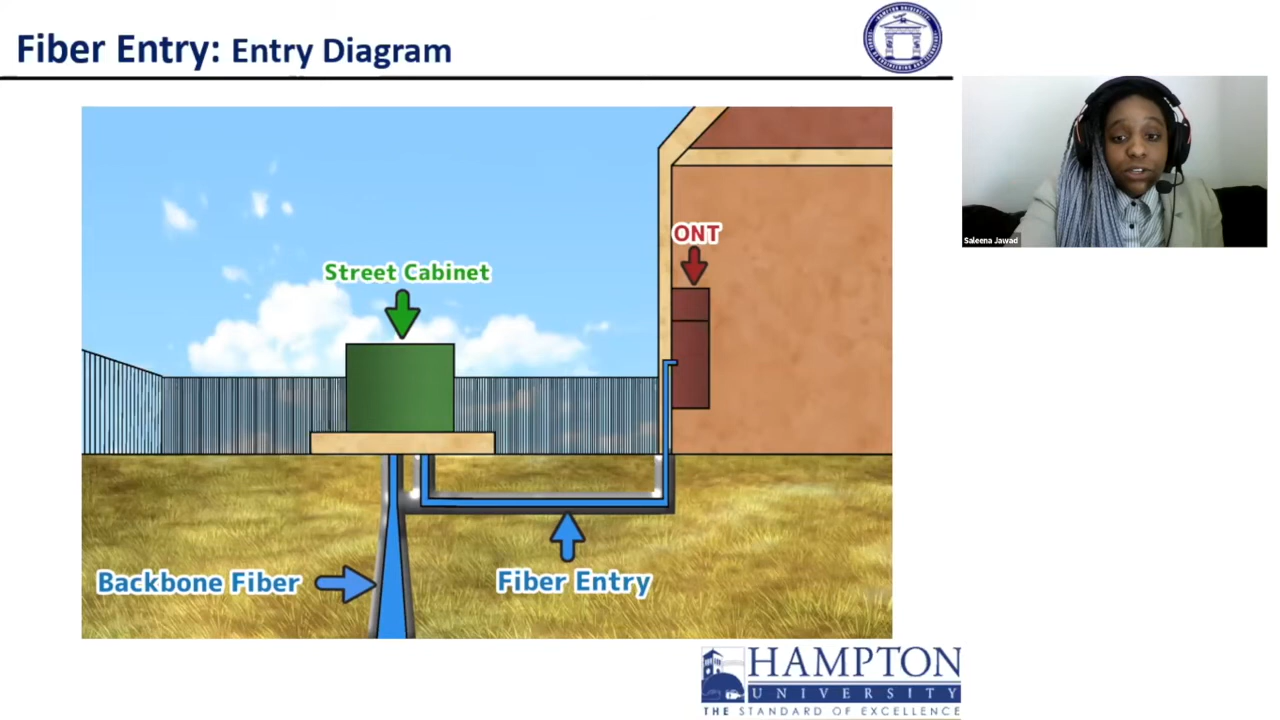 Fiber Entry: Entry Diagram
Saleena Jawad
ONT
Street Cabinet
Backbone Fiber
Fiber Entry
HAMPTON
UNIVERSITY
THE STANDARD OF EXCELLENCE